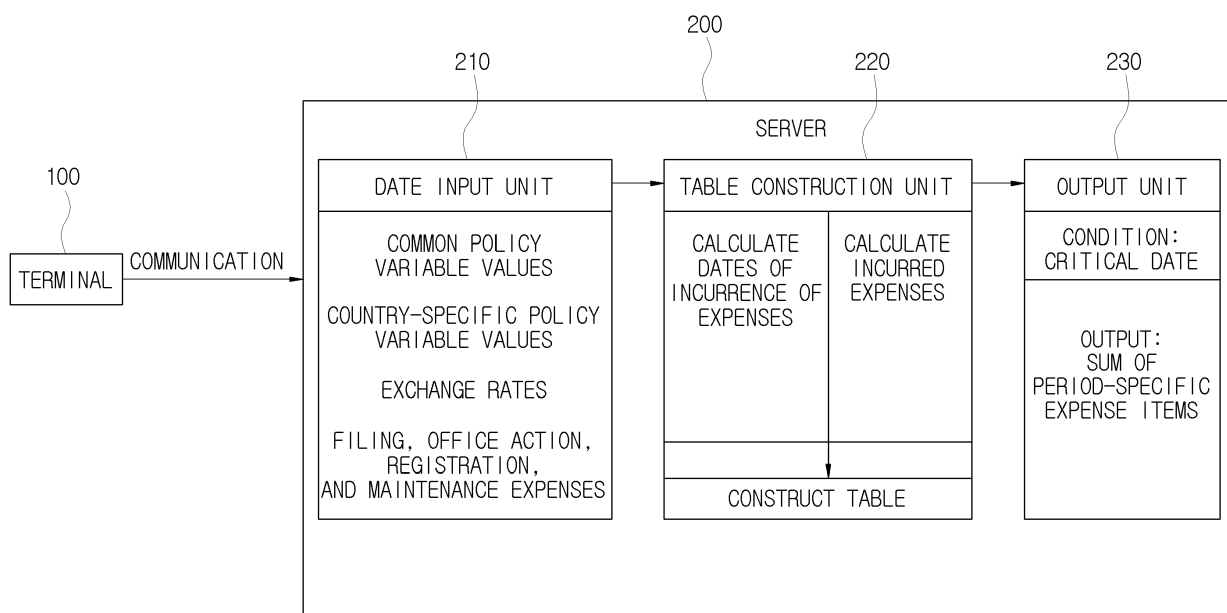 200
210
220
230
SERVER
100
TERMINAL
COMMUNICATION
DATE INPUT UNIT
COMMON POLICY
VARIABLE VALUES
COUNTRY-SPECIFIC POLICY
VARIABLE VALUES
EXCHANGE RATES
FILING, OFFICE ACTION,
REGISTRATION,
AND MAINTENANCE EXPENSES
TABLE CONSTRUCTION UNIT
CALCULATE
DATES OF
INCURRENCE OF
EXPENSES
CALCULATE
INCURRED
EXPENSES
CONSTRUCT TABLE
OUTPUT UNIT
CONDITION:
CRITICAL DATE
OUTPUT:
SUM OF
PERIOD-SPECIFIC
EXPENSE ITEMS